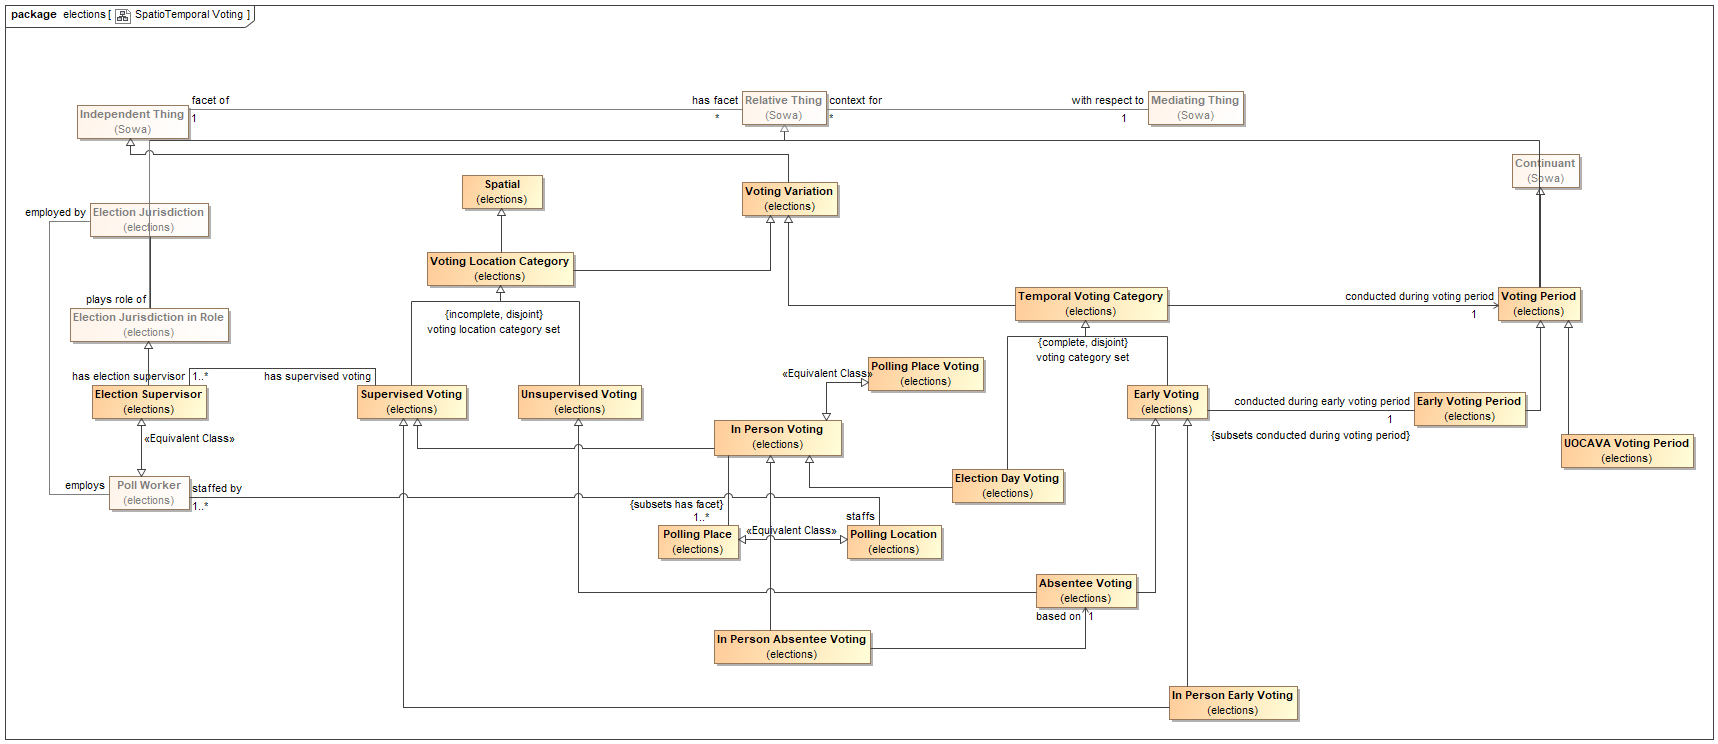 package elections [ SpatioTemporal Voting ]
facet of
has facet
context for
with respect to
Independent Thing
(Sowa)
1
*
Relative Thing
(Sowa)
*
1
Mediating Thing
(Sowa)
Continuant
(Sowa)
Spatial
(elections)
Voting Variation
(elections)
employed by
Election Jurisdiction
(elections)
Voting Location Category
(elections)
plays role of
Election Jurisdiction in Role
(elections)
{incomplete, disjoint}
voting location category set
Temporal Voting Category
(elections)
conducted during voting period
1
Voting Period
(elections)
{complete, disjoint}
voting category set
has election supervisor
1..*
has supervised voting
«Equivalent Class»
Polling Place Voting
(elections)
Election Supervisor
(elections)
Supervised Voting
(elections)
Unsupervised Voting
(elections)
Early Voting
(elections)
conducted during early voting period
1
{subsets conducted during voting period}
Early Voting Period
(elections)
In Person Voting
(elections)
«Equivalent Class»
UOCAVA Voting Period
(elections)
Election Day Voting
(elections)
employs
Poll Worker
(elections)
staffed by
1..*
{subsets has facet}
1..*
staffs
Polling Place
(elections)
«Equivalent Class»
Polling Location
(elections)
Absentee Voting
(elections)
based on
1
In Person Absentee Voting
(elections)
In Person Early Voting
(elections)